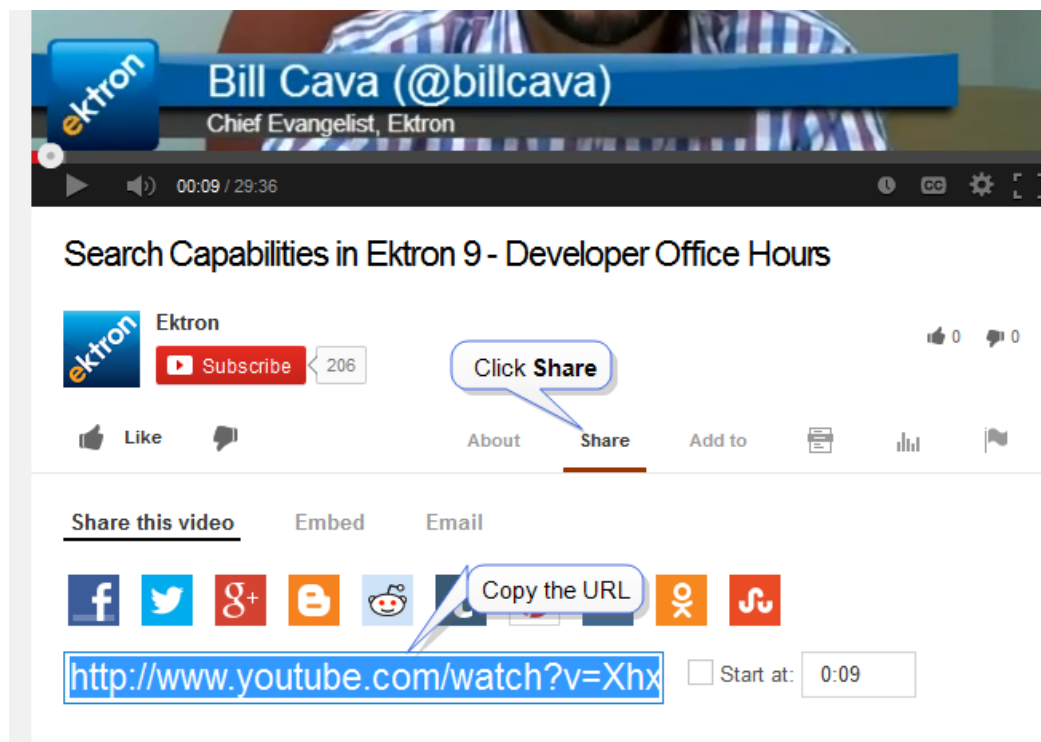 ektron
Bill Cava (@billcava)
Chief Evangelist, Ektron
00:09 / 29:36
CC
Search Capabilities in Ektron 9 - Developer Office Hours
ektron
Ektron
Subscribe 206
Click Share
0 0
Like About Share Add to
Share this video Embed Email
Copy the URL
http://www.youtube.com/watch?v=Xhx Start at: 0:09